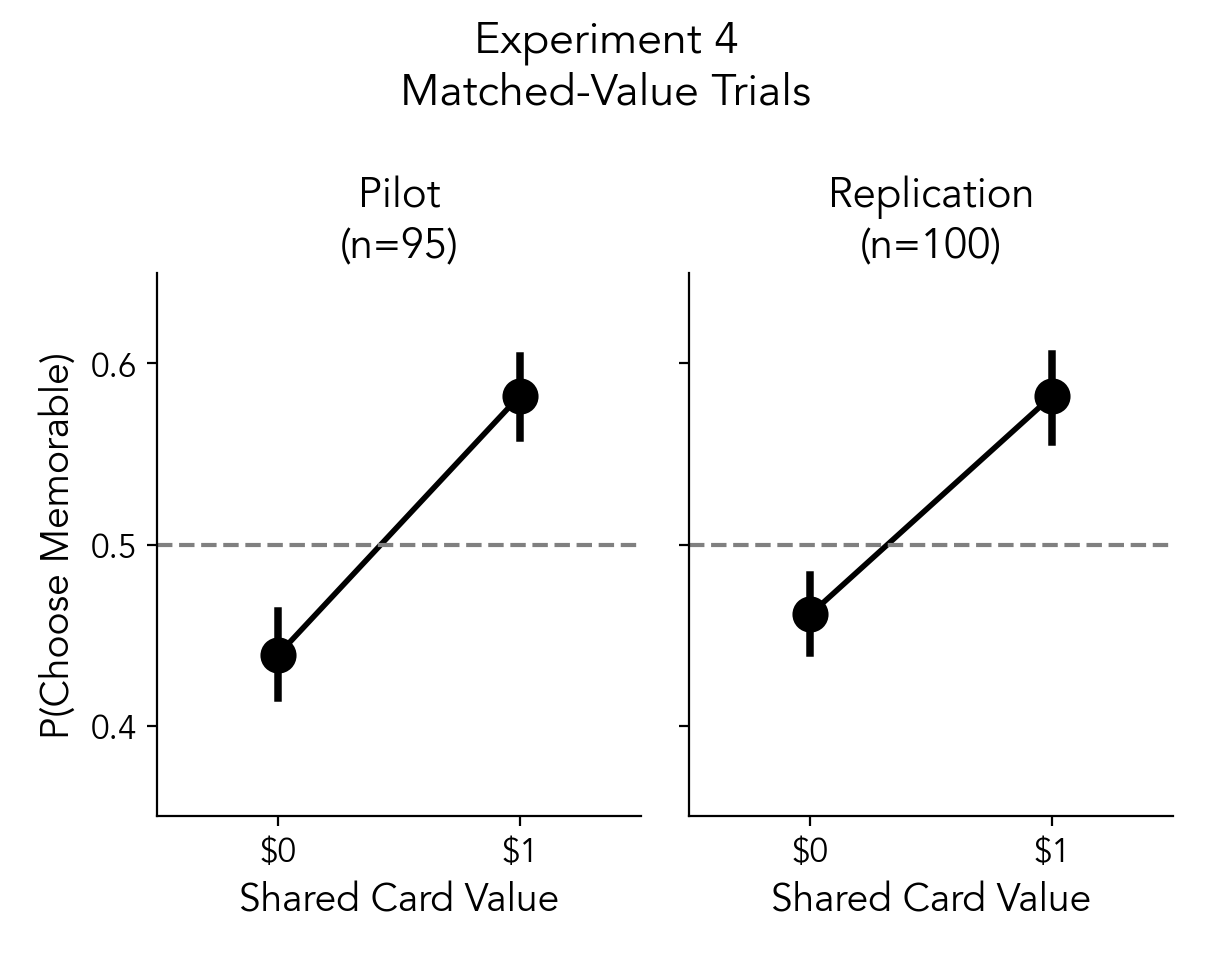 Experiment 4
Matched-Value Trials
Pilot
(n=95)
Replication
(n=100)
P(Choose Memorable)
0.6
0.5
0.4
$0
$1
$0
$1
Shared Card Value
Shared Card Value